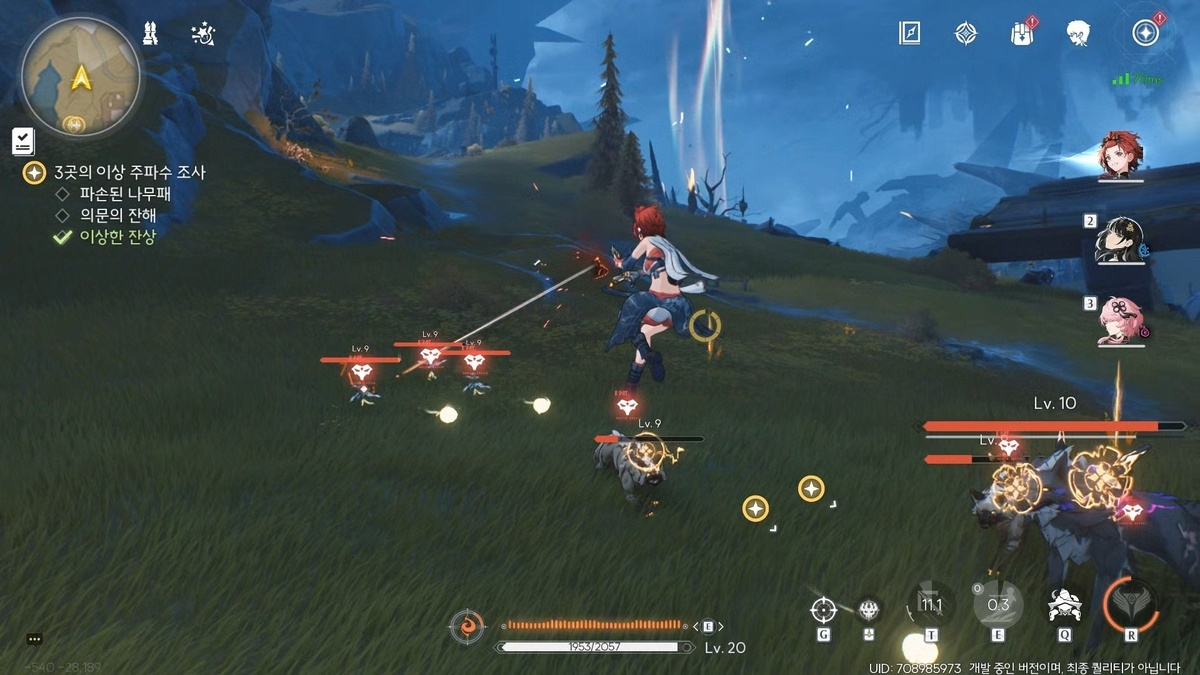 3곳의 이상 주파수 조사
파손된 나무패
의문의 잔해
이상한 잔상
2
3
Lv. 9
Lv. 9
Lv. 9
Lv. 9
Lv. 10
Lv.
11.1
0
0.3
G
T
E
Q
R
E
1953/2057
Lv. 20
UID: 708985973 개발 중인 버전이며, 최종 퀄리티가 아닙니다